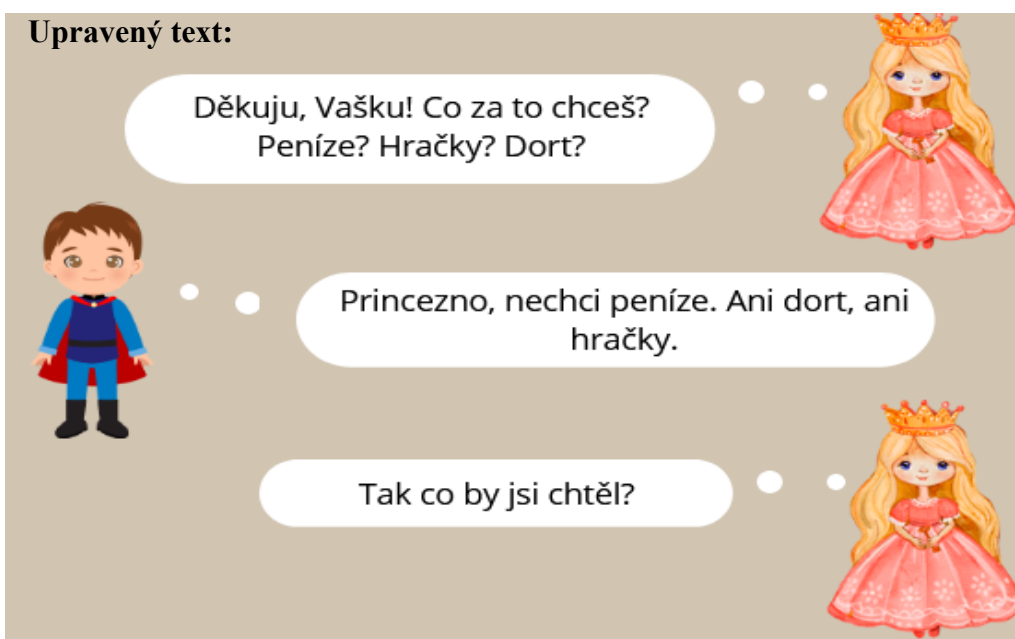 Upravený text:
Děkuju, Vašku! Co za to chceš?
Peníze? Hračky? Dort?
Princezno, nechci peníze. Ani dort, ani
hračky.
Tak co by jsi chtěl?